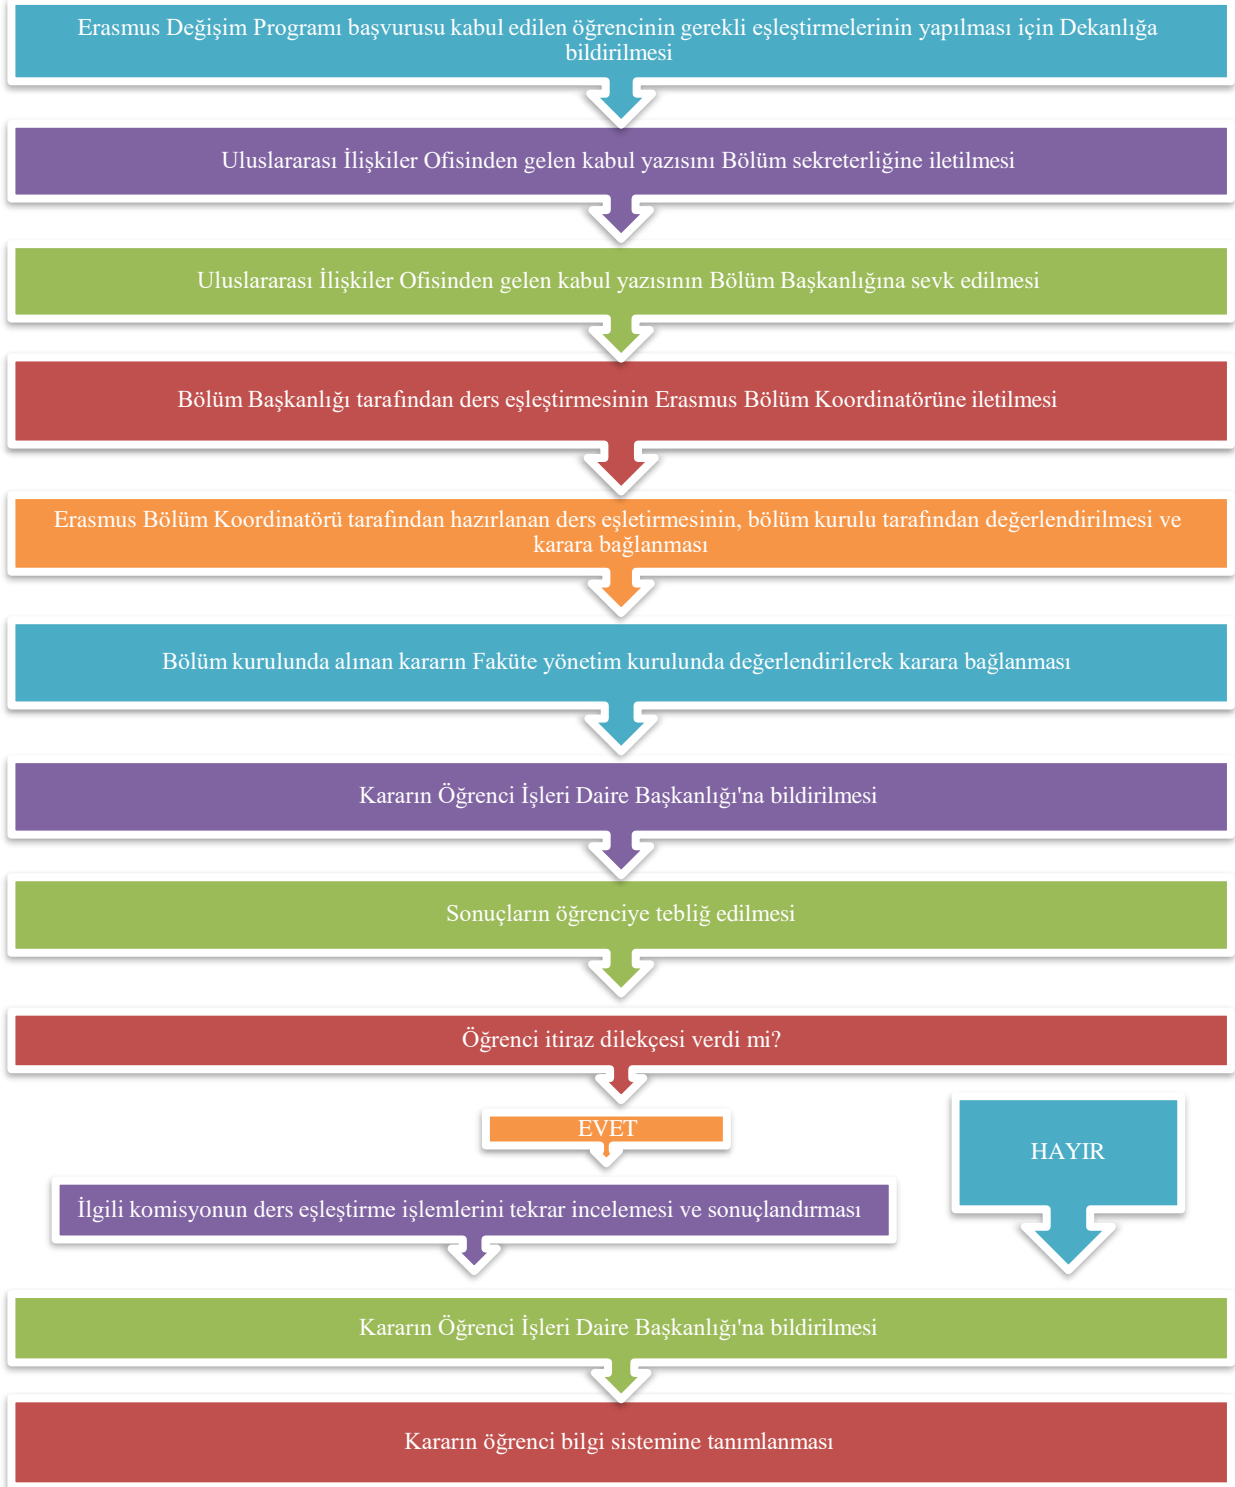 Erasmus Değişim Programı başvurusu kabul edilen öğrencinin gerekli eşleştirmelerinin yapılması için Dekanlığa
bildirilmesi
Uluslararası İlişkiler Ofisinden gelen kabul yazısını Bölüm sekreterliğine iletilmesi
Uluslararası İlişkiler Ofisinden gelen kabul yazısının Bölüm Başkanlığına sevk edilmesi
Bölüm Başkanlığı tarafından ders eşleştirmesinin Erasmus Bölüm Koordinatörüne iletilmesi
Erasmus Bölüm Koordinatörü tarafından hazırlanan ders eşletirmesinin, bölüm kurulu tarafından değerlendirilmesi ve
karara bağlanması
Bölüm kurulunda alınan kararın Faküte yönetim kurulunda değerlendirilerek karara bağlanması
Kararın Öğrenci İşleri Daire Başkanlığı'na bildirilmesi
Sonuçların öğrenciye tebliğ edilmesi
Öğrenci itiraz dilekçesi verdi mi?
EVET
HAYIR
İlgili komisyonun ders eşleştirme işlemlerini tekrar incelemesi ve sonuçlandırması
Kararın Öğrenci İşleri Daire Başkanlığı'na bildirilmesi
Kararın öğrenci bilgi sistemine tanımlanması